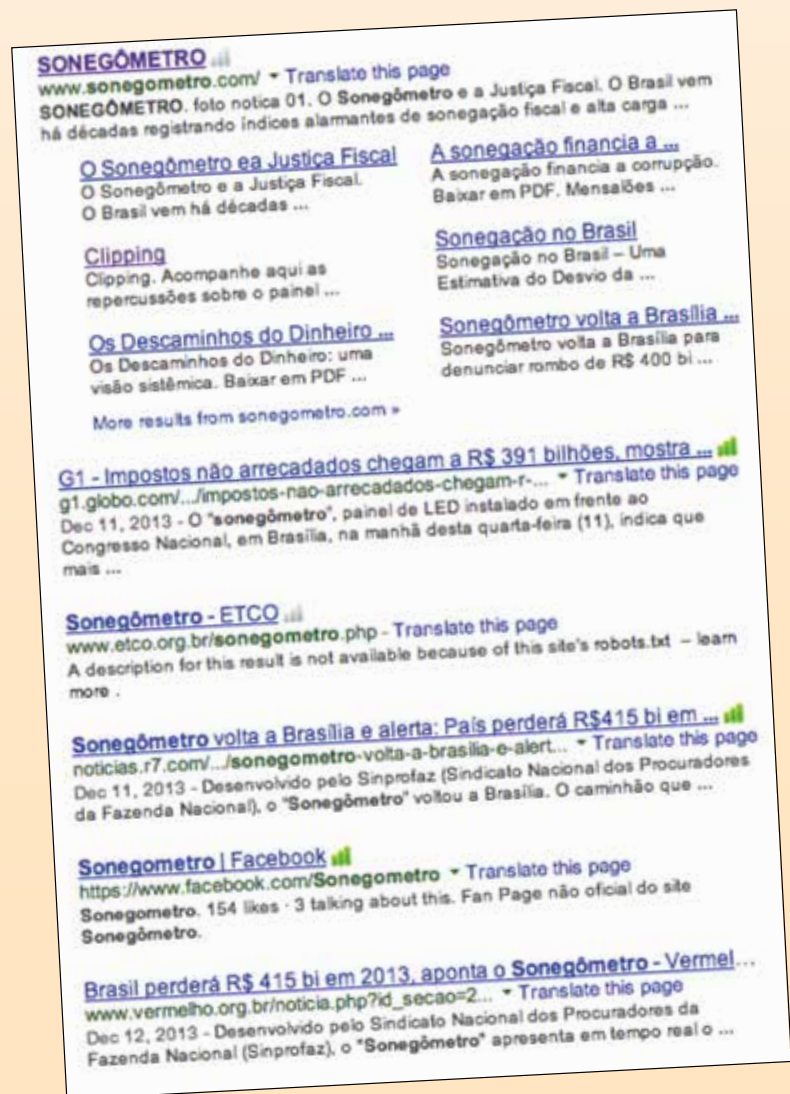 SONEGÔMETRO
www.sonegometro.com/ Translate this page
SONEGÔMETRO. foto notica 01. O Sonegômetro e a Justiça Fiscal. O Brasil vem
há décadas registrando índices alarmantes de sonegação fiscal e alta carga ...
O Sonegômetro ea Justiça Fiscal
O Sonegômetro e a Justiça Fiscal.
O Brasil vem há décadas ...
A sonegação financia a ...
A sonegação financia a corrupção.
Baixar em PDF. Mensalões ...
Clipping
Clipping. Acompanhe aqui as
repercussões sobre o painel ...
Sonegação no Brasil
Sonegação no Brasil – Uma
Estimativa do Desvio da ...
Os Descaminhos do Dinheiro ...
Os Descaminhos do Dinheiro: uma
visão sistêmica. Baixar em PDF ...
Sonegômetro volta a Brasília ...
Sonegômetro volta a Brasília para
denunciar rombo de R$ 400 bi ...
More results from sonegometro.com »
G1 - Impostos não arrecadados chegam a R$ 391 bilhões, mostra ...
g1.globo.com/.../impostos-nao-arrecadados-chegam-r-... Translate this page
Dec 11, 2013 - O "sonegômetro", painel de LED instalado em frente ao
Congresso Nacional, em Brasília, na manhã desta quarta-feira (11), indica que
mais ...
Sonegômetro - ETCO
www.etco.org.br/sonegometro.php - Translate this page
A description for this result is not available because of this site's robots.txt – learn
more .
Sonegômetro volta a Brasília e alerta: País perderá R$415 bi em ...
noticias.r7.com/.../sonegometro-volta-a-brasilia-e-alert... Translate this page
Dec 11, 2013 - Desenvolvido pelo Sinprofaz (Sindicato Nacional dos Procuradores
da Fazenda Nacional), o "Sonegômetro" voltou a Brasília. O caminhão que ...
Sonegometro | Facebook
https://www.facebook.com/Sonegometro Translate this page
Sonegometro. 154 likes · 3 talking about this. Fan Page não oficial do site
Sonegômetro.
Brasil perderá R$ 415 bi em 2013, aponta o Sonegômetro - Vermel...
www.vermelho.org.br/noticia.php?id_secao=2... Translate this page
Dec 12, 2013 - Desenvolvido pelo Sindicato Nacional dos Procuradores da
Fazenda Nacional (Sinprofaz), o "Sonegômetro" apresenta em tempo real o ...